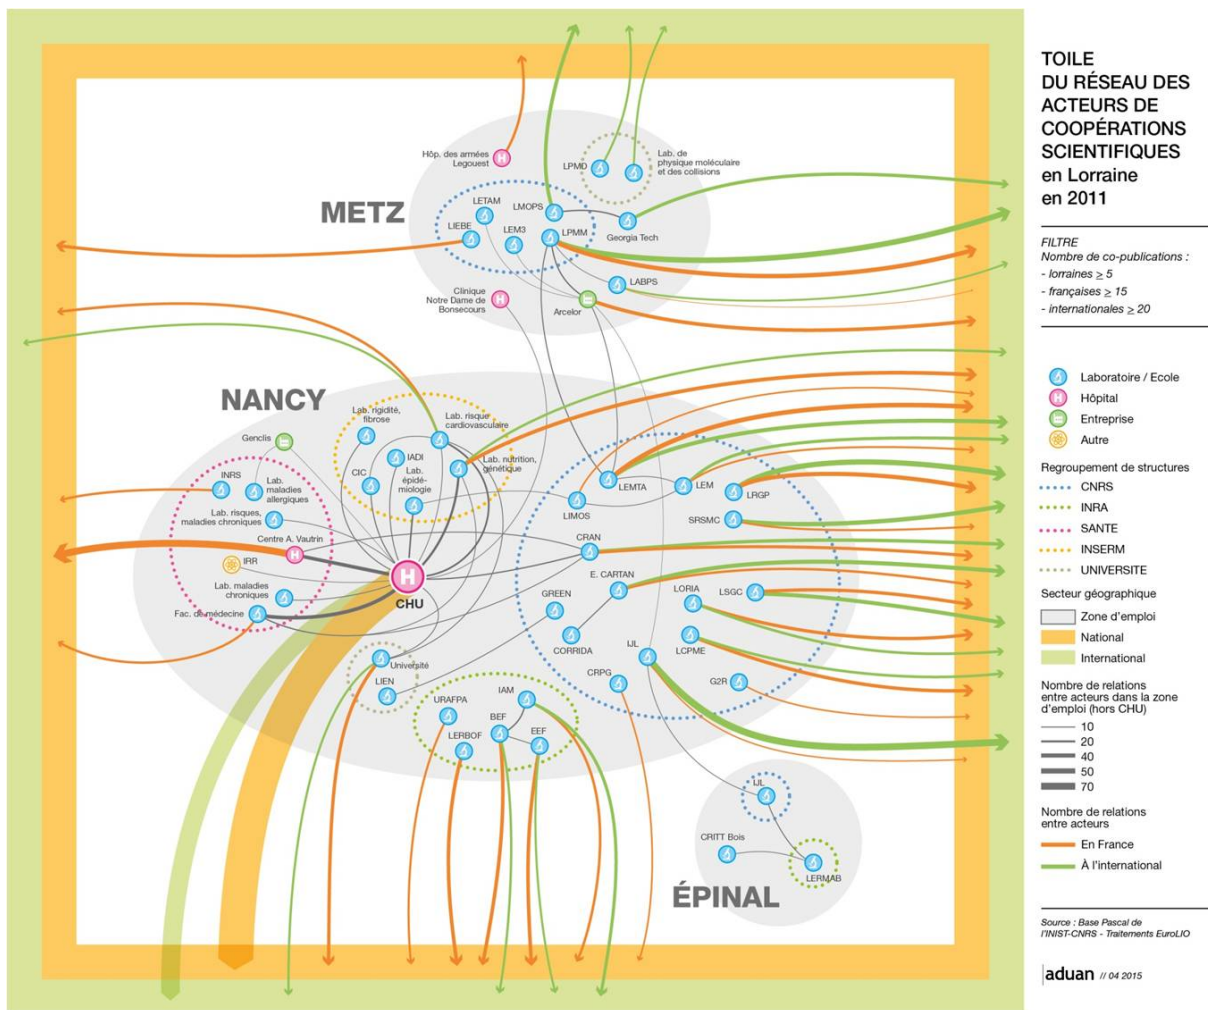 TOILE
DU RÉSEAU DES
ACTEURS DE
COOPÉRATIONS
SCIENTIFIQUES
en Lorraine
en 2011
FILTRE
Nombre de co-publications :
- lorraines ≥ 5
- françaises ≥ 15
- internationales ≥ 20
Laboratoire / Ecole
Hôpital
Entreprise
Autre
Regroupement de structures
CNRS
INRA
SANTE
INSERM
UNIVERSITE
Secteur géographique
Zone d'emploi
National
International
Nombre de relations
entre acteurs dans la zone
d'emploi (hors CHU)
10
20
40
50
70
Nombre de relations
entre acteurs
En France
À l'international
Source : Base Pascal de
l'INIST-CNRS - Traitements EuroLIO
aduan // 04 2015
METZ
Hôp. des armées
Legouest
H
LPMD
Lab. de
physique moléculaire
et des collisions
LETAM
LMOPS
LIEBE
LEM3
LPMM
Georgia Tech
LABPS
Clinique
Notre Dame de
Bonsecours
H
Arcelor
NANCY
Genclis
Lab. rigidité,
fibrose
Lab. risque
cardiovasculaire
IADI
CIC
Lab.
épidé-
miologie
Lab. nutrition,
génétique
INRS
Lab.
maladies
allergiques
Lab. risques,
maladies chroniques
Centre A. Vautrin
H
IRR
Lab. maladies
chroniques
Fac. de médecine
H
CHU
Université
LIEN
LEMTA
LEM
LRGP
LIMOS
SRSMC
CRAN
E. CARTAN
GREEN
CORRIDA
LORIA
LSGC
LCPME
IJL
CRPG
G2R
URAFPA
IAM
BEF
LERBOF
EEF
ÉPINAL
IJL
CRITT Bois
LERMAB